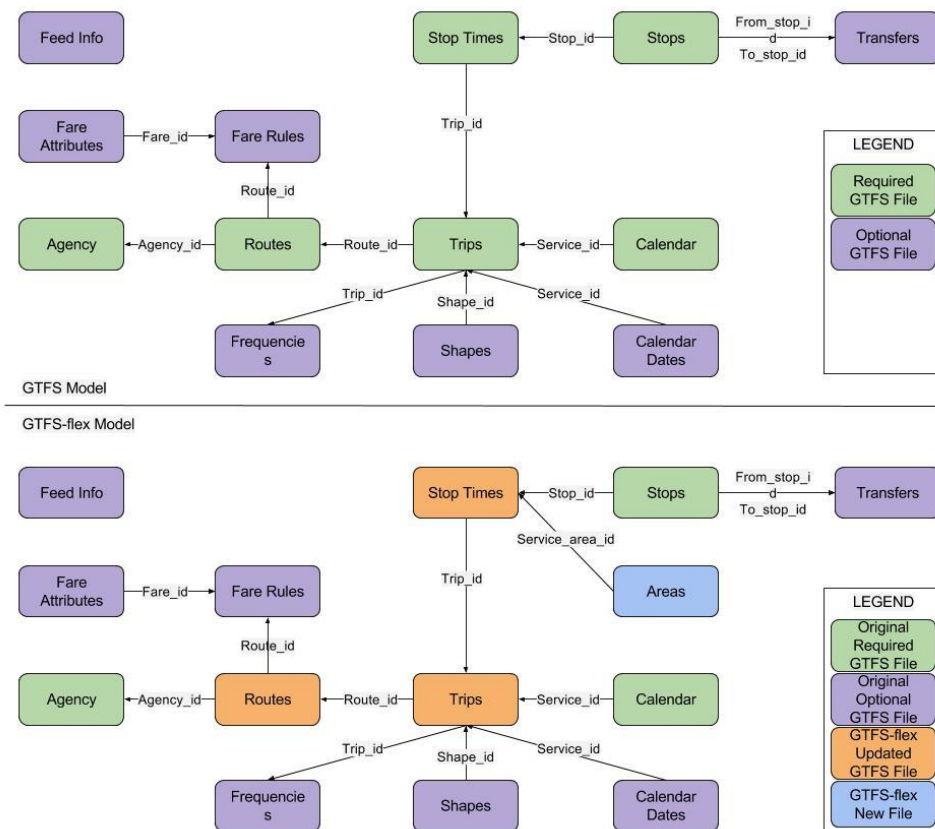 Feed Info
Stop Times
Stop_id
Stops
From_stop_i
d
To_stop_id
Transfers
Trip_id
Fare
Attributes
Fare_id
Fare Rules
LEGEND
Required
GTFS File
Optional
GTFS File
Route_id
Agency
Agency_id
Routes
Route_id
Trips
Service_id
Calendar
Trip_id
Shape_id
Service_id
Frequencie
s
Shapes
Calendar
Dates
GTFS Model
GTFS-flex Model
Feed Info
Stop Times
Stop_id
Stops
From_stop_i
d
To_stop_id
Transfers
Service_area_id
Trip_id
Fare
Attributes
Fare_id
Fare Rules
Areas
LEGEND
Original
Required
GTFS File
Original
Optional
GTFS File
GTFS-flex
Updated
GTFS File
GTFS-flex
New File
Route_id
Agency
Agency_id
Routes
Route_id
Trips
Service_id
Calendar
Trip_id
Shape_id
Service_id
Frequencie
s
Shapes
Calendar
Dates